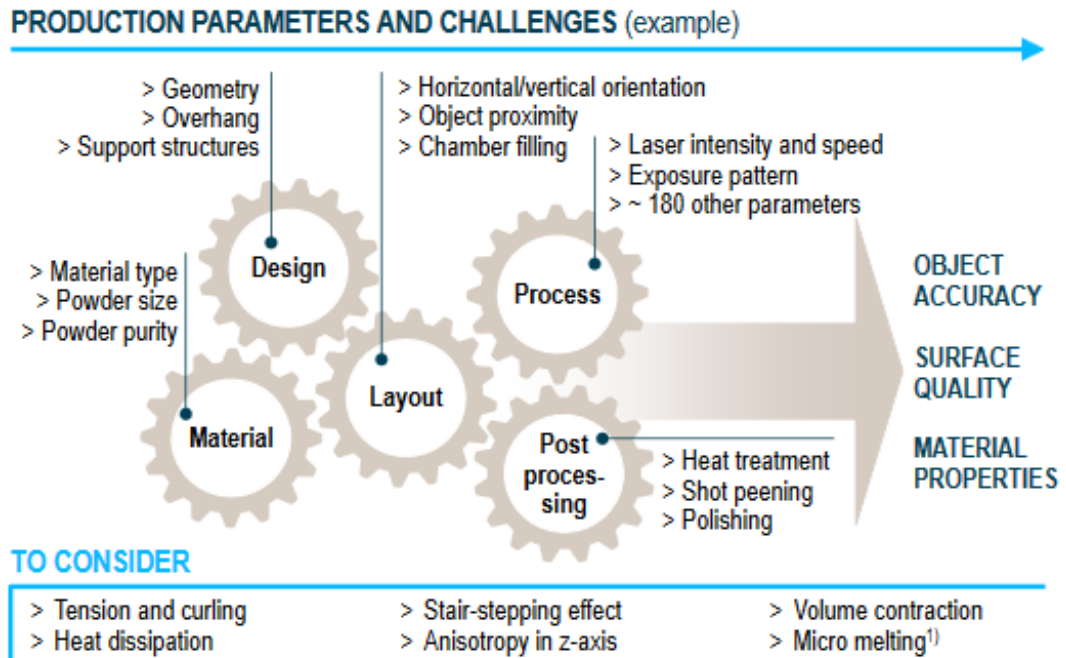 PRODUCTION PARAMETERS AND CHALLENGES (example)
> Geometry
> Overhang
> Support structures
> Horizontal/vertical orientation
> Object proximity
> Chamber filling
> Laser intensity and speed
> Exposure pattern
> ~ 180 other parameters
> Material type
> Powder size
> Powder purity
Design
Process
Layout
Material
Post
proces-
sing
> Heat treatment
> Shot peening
> Polishing
OBJECT
ACCURACY
SURFACE
QUALITY
MATERIAL
PROPERTIES
TO CONSIDER
> Tension and curling
> Heat dissipation
> Stair-stepping effect
> Anisotropy in z-axis
> Volume contraction
> Micro melting¹⁾